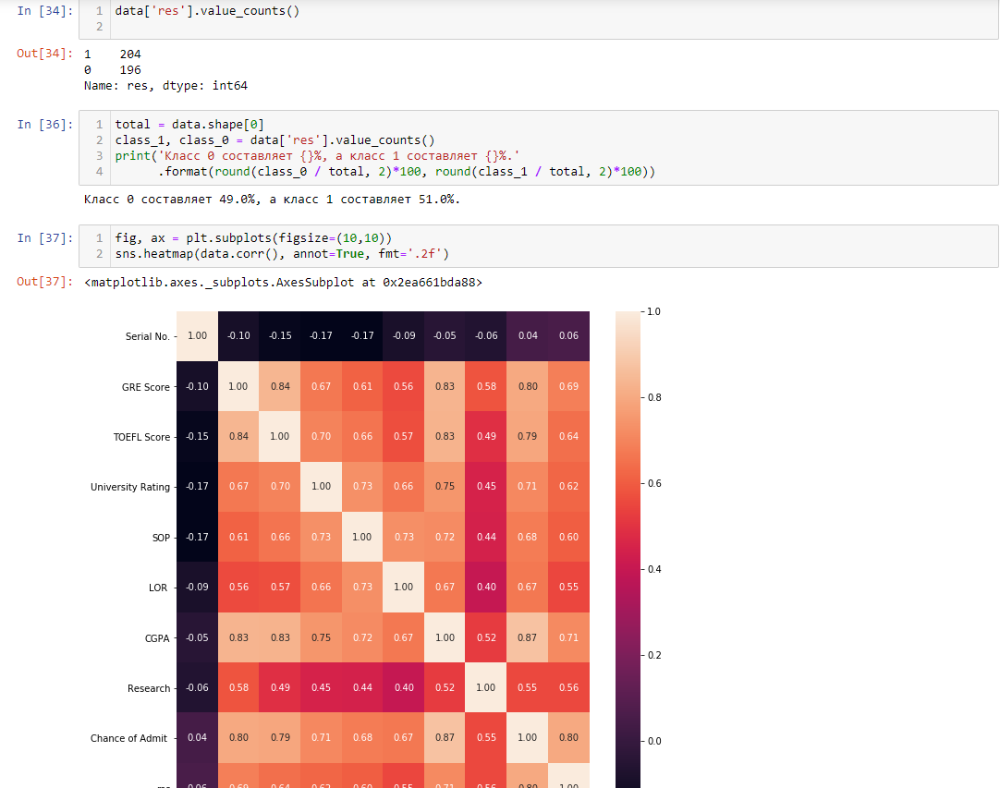 In [34]: 1 data['res'].value_counts()
2
Out[34]: 1    204
0    196
Name: res, dtype: int64
In [36]: 1 total = data.shape[0]
2 class_1, class_0 = data['res'].value_counts()
3 print('Класс 0 составляет {}%, а класс 1 составляет {}%.'
4       .format(round(class_0 / total, 2)*100, round(class_1 / total, 2)*100))
Класс 0 составляет 49.0%, а класс 1 составляет 51.0%.
In [37]: 1 fig, ax = plt.subplots(figsize=(10,10))
2 sns.heatmap(data.corr(), annot=True, fmt='.2f')
Out[37]: <matplotlib.axes._subplots.AxesSubplot at 0x2ea661bda88>
Serial No. 1.00 -0.10 -0.15 -0.17 -0.17 -0.09 -0.05 -0.06 0.04 0.06
GRE Score -0.10 1.00 0.84 0.67 0.61 0.56 0.83 0.58 0.80 0.69
TOEFL Score -0.15 0.84 1.00 0.70 0.66 0.57 0.83 0.49 0.79 0.64
University Rating -0.17 0.67 0.70 1.00 0.73 0.66 0.75 0.45 0.71 0.62
SOP -0.17 0.61 0.66 0.73 1.00 0.73 0.72 0.44 0.68 0.60
LOR -0.09 0.56 0.57 0.66 0.73 1.00 0.67 0.40 0.67 0.55
CGPA -0.05 0.83 0.83 0.75 0.72 0.67 1.00 0.52 0.87 0.71
Research -0.06 0.58 0.49 0.45 0.44 0.40 0.52 1.00 0.55 0.56
Chance of Admit 0.04 0.80 0.79 0.71 0.68 0.67 0.87 0.55 1.00 0.80
1.0
0.8
0.6
0.4
0.2
0.0